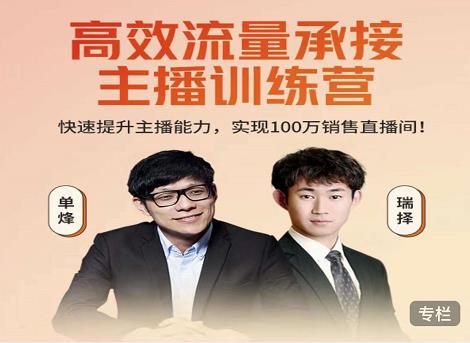 高效流量承接
主播训练营
快速提升主播能力，实现100万销售直播间！
单烽
瑞择
专栏